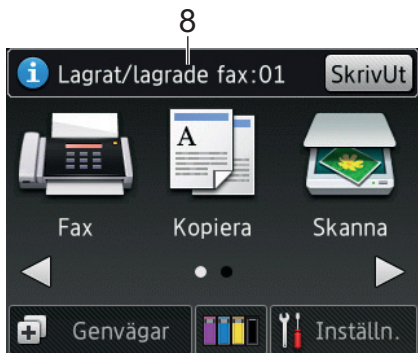 8
Lagrat/lagrade fax:01 SkrivUt
A
Fax Kopiera Skanna
Genvägar Inställn.